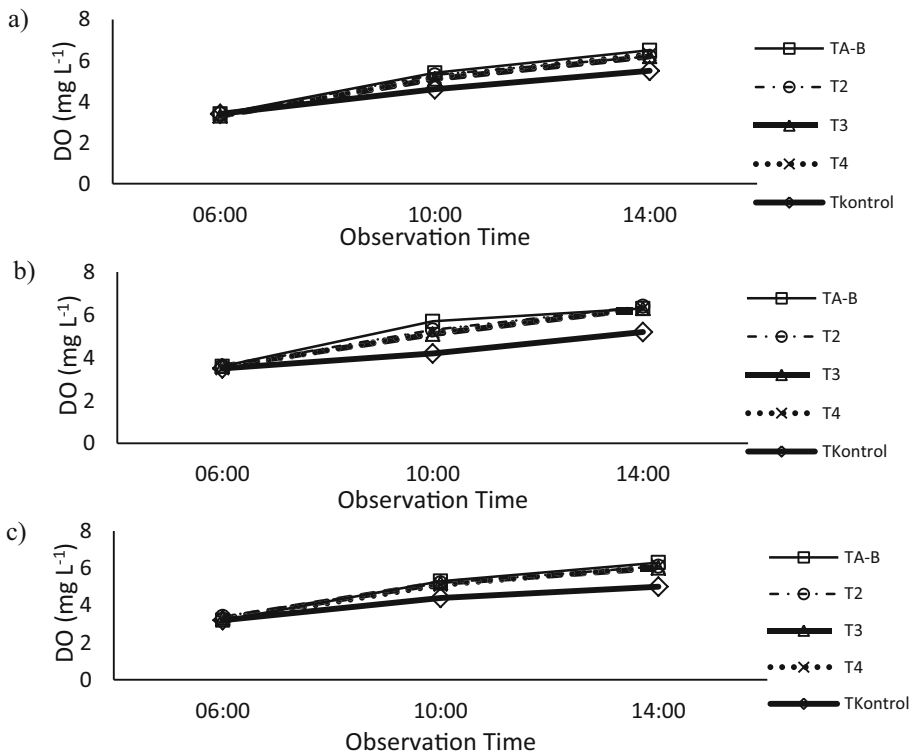 a)
DO (mg L-1)
8
6
4
2
0
06:00 10:00 14:00
Observation Time
TA-B
T2
T3
T4
Tkontrol
b)
DO (mg L-1)
8
6
4
2
0
06:00 10:00 14:00
Observation Time
TA-B
T2
T3
T4
TKontrol
c)
DO (mg L-1)
8
6
4
2
0
06:00 10:00 14:00
Observation Time
TA-B
T2
T3
T4
TKontrol